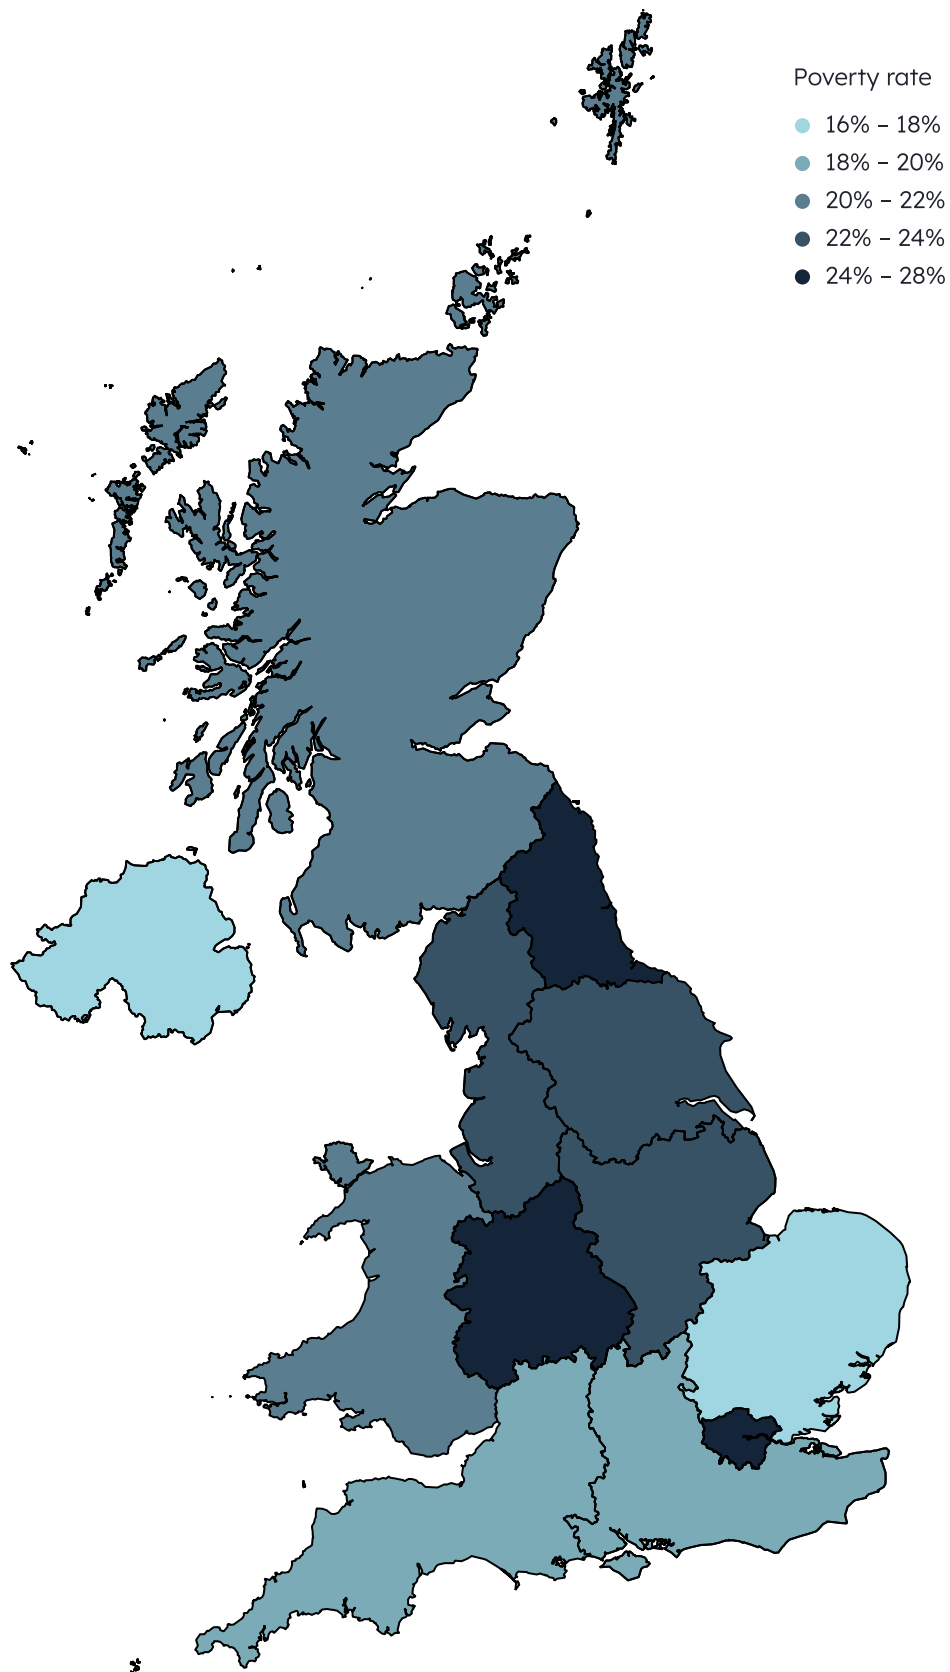 Poverty rate
16% – 18%
18% – 20%
20% – 22%
22% – 24%
24% – 28%